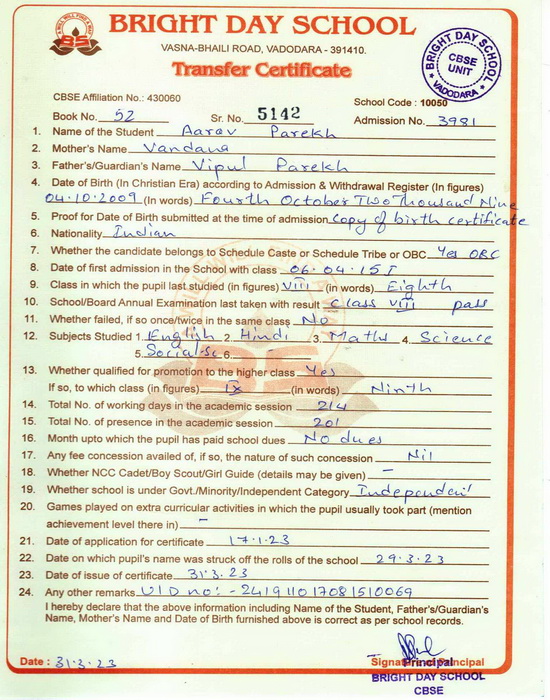 BRIGHT DAY SCHOOL
VASNA-BHAILI ROAD, VADODARA - 391410.
Transfer Certificate
BRIGHT DAY SCHOOL
CBSE
UNIT
VADODARA
BS
CBSE Affiliation No.: 430060
School Code : 10050
Book No. 52 Sr. No. 5142 Admission No. 3981
1. Name of the Student Aarav Parekh
2. Mother's Name Vandana
3. Father's/Guardian's Name Vipul Parekh
4. Date of Birth (In Christian Era) according to Admission & Withdrawal Register (In figures)
04.10.2009 (In words) Fourth October Two Thousand Nine
5. Proof for Date of Birth submitted at the time of admission copy of birth certificate
6. Nationality Indian
7. Whether the candidate belongs to Schedule Caste or Schedule Tribe or OBC Yes OBC
8. Date of first admission in the School with class 06.04.15 I
9. Class in which the pupil last studied (in figures) VIII (in words) Eighth
10. School/Board Annual Examination last taken with result class VIII pass
11. Whether failed, if so once/twice in the same class No
12. Subjects Studied 1. English 2. Hindi 3. Maths 4. Science
5. Social-Sc 6.
13. Whether qualified for promotion to the higher class Yes
If so, to which class (in figures) IX (in words) Ninth
14. Total No. of working days in the academic session 214
15. Total No. of presence in the academic session 201
16. Month upto which the pupil has paid school dues No dues
17. Any fee concession availed of, if so, the nature of such concession Nil
18. Whether NCC Cadet/Boy Scout/Girl Guide (details may be given) -
19. Whether school is under Govt./Minority/Independent Category Independent
20. Games played on extra curricular activities in which the pupil usually took part (mention
achievement level there in) -
21. Date of application for certificate 17.1.23
22. Date on which pupil's name was struck off the rolls of the school 29.3.23
23. Date of issue of certificate 31.3.23
24. Any other remarks UID no:- 241911017081510069
I hereby declare that the above information including Name of the Student, Father's/Guardian's
Name, Mother's Name and Date of Birth furnished above is correct as per school records.
Date : 31.3.23 Signature of Principal
Principal
BRIGHT DAY SCHOOL
CBSE